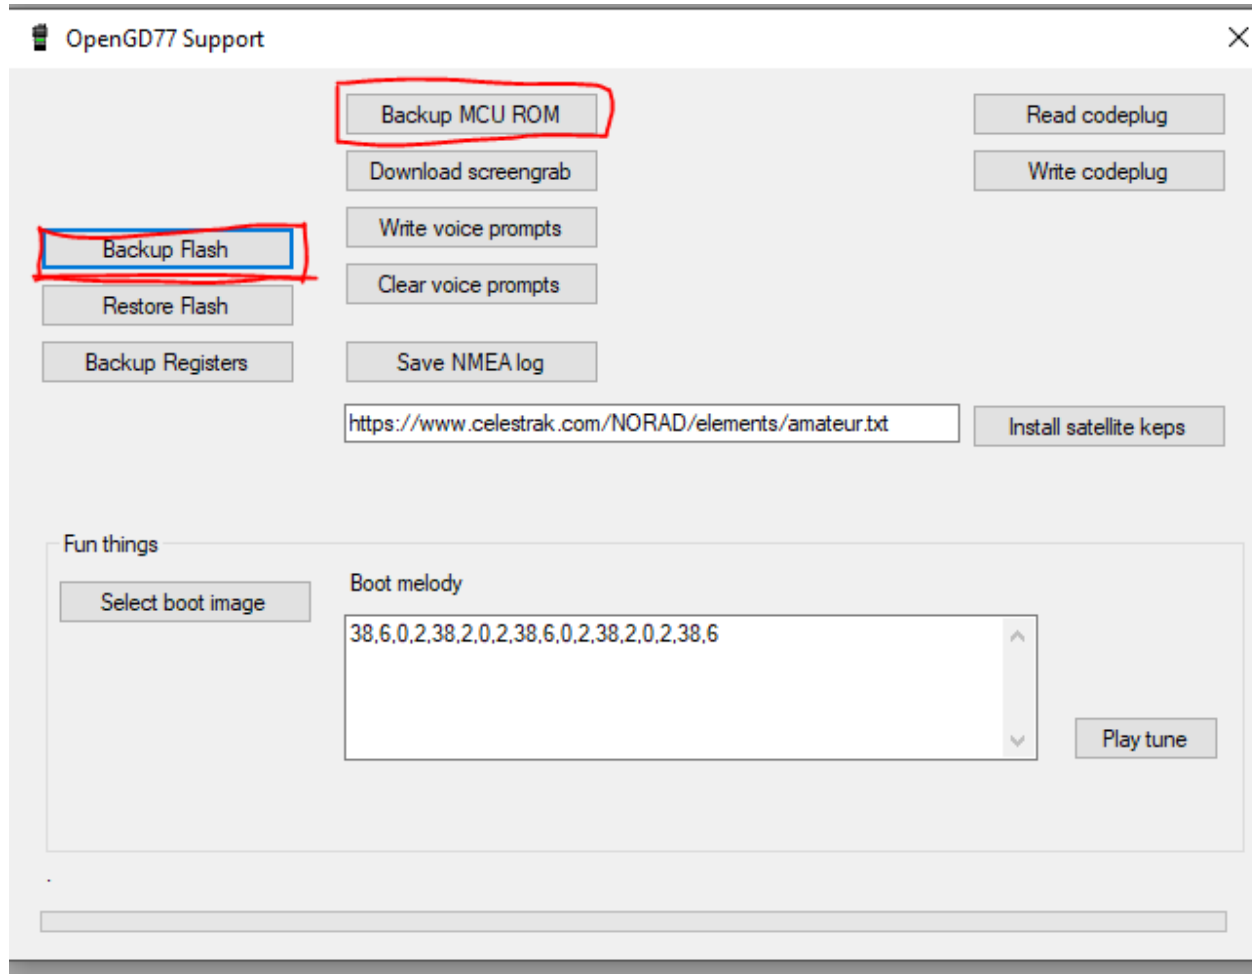 OpenGD77 Support
Backup MCU ROM
Read codeplug
Download screengrab
Write codeplug
Write voice prompts
Backup Flash
Clear voice prompts
Restore Flash
Backup Registers
Save NMEA log
https://www.celestrak.com/NORAD/elements/amateur.txt
Install satellite keps
Fun things
Select boot image
Boot melody
38,6,0,2,38,2,0,2,38,6,0,2,38,2,0,2,38,6
Play tune
.